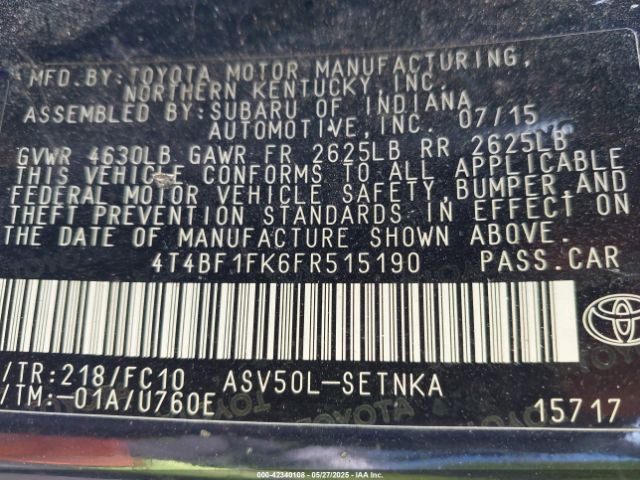 MFD.BY:TOYOTA MOTOR MANUFACTURING,
NORTHERN KENTUCKY,INC.
ASSEMBLED BY:SUBARU OF INDIANA
AUTOMOTIVE,INC. 07/15
GVWR 4630LB GAWR FR 2625LB RR 2625LB
THIS VEHICLE CONFORMS TO ALL APPLICABLE
FEDERAL MOTOR VEHICLE SAFETY,BUMPER,AND
THEFT PREVENTION STANDARDS IN EFFECT ON
THE DATE OF MANUFACTURE SHOWN ABOVE.
4T4BF1FK6FR515190 PASS.CAR
/TR:218/FC10 ASV50L-SETNKA
/TM:-01A/U760E 15717
000-42340108 - 05/27/2025 - IAAI.COM